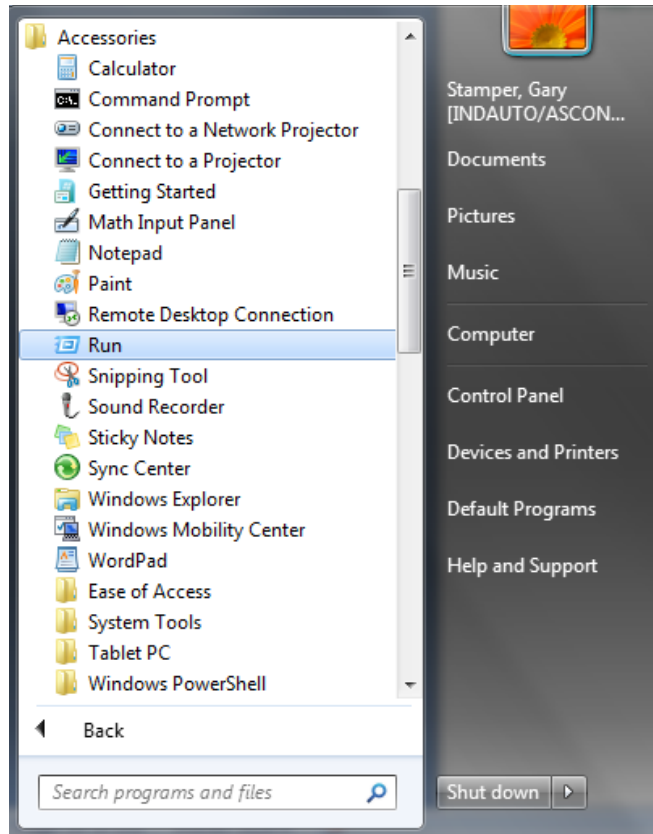 Accessories
Calculator
Command Prompt
Connect to a Network Projector
Connect to a Projector
Getting Started
Math Input Panel
Notepad
Paint
Remote Desktop Connection
Run
Snipping Tool
Sound Recorder
Sticky Notes
Sync Center
Windows Explorer
Windows Mobility Center
WordPad
Ease of Access
System Tools
Tablet PC
Windows PowerShell
Back
Search programs and files
Stamper, Gary
[INDAUTO/ASCON...
Documents
Pictures
Music
Computer
Control Panel
Devices and Printers
Default Programs
Help and Support
Shut down